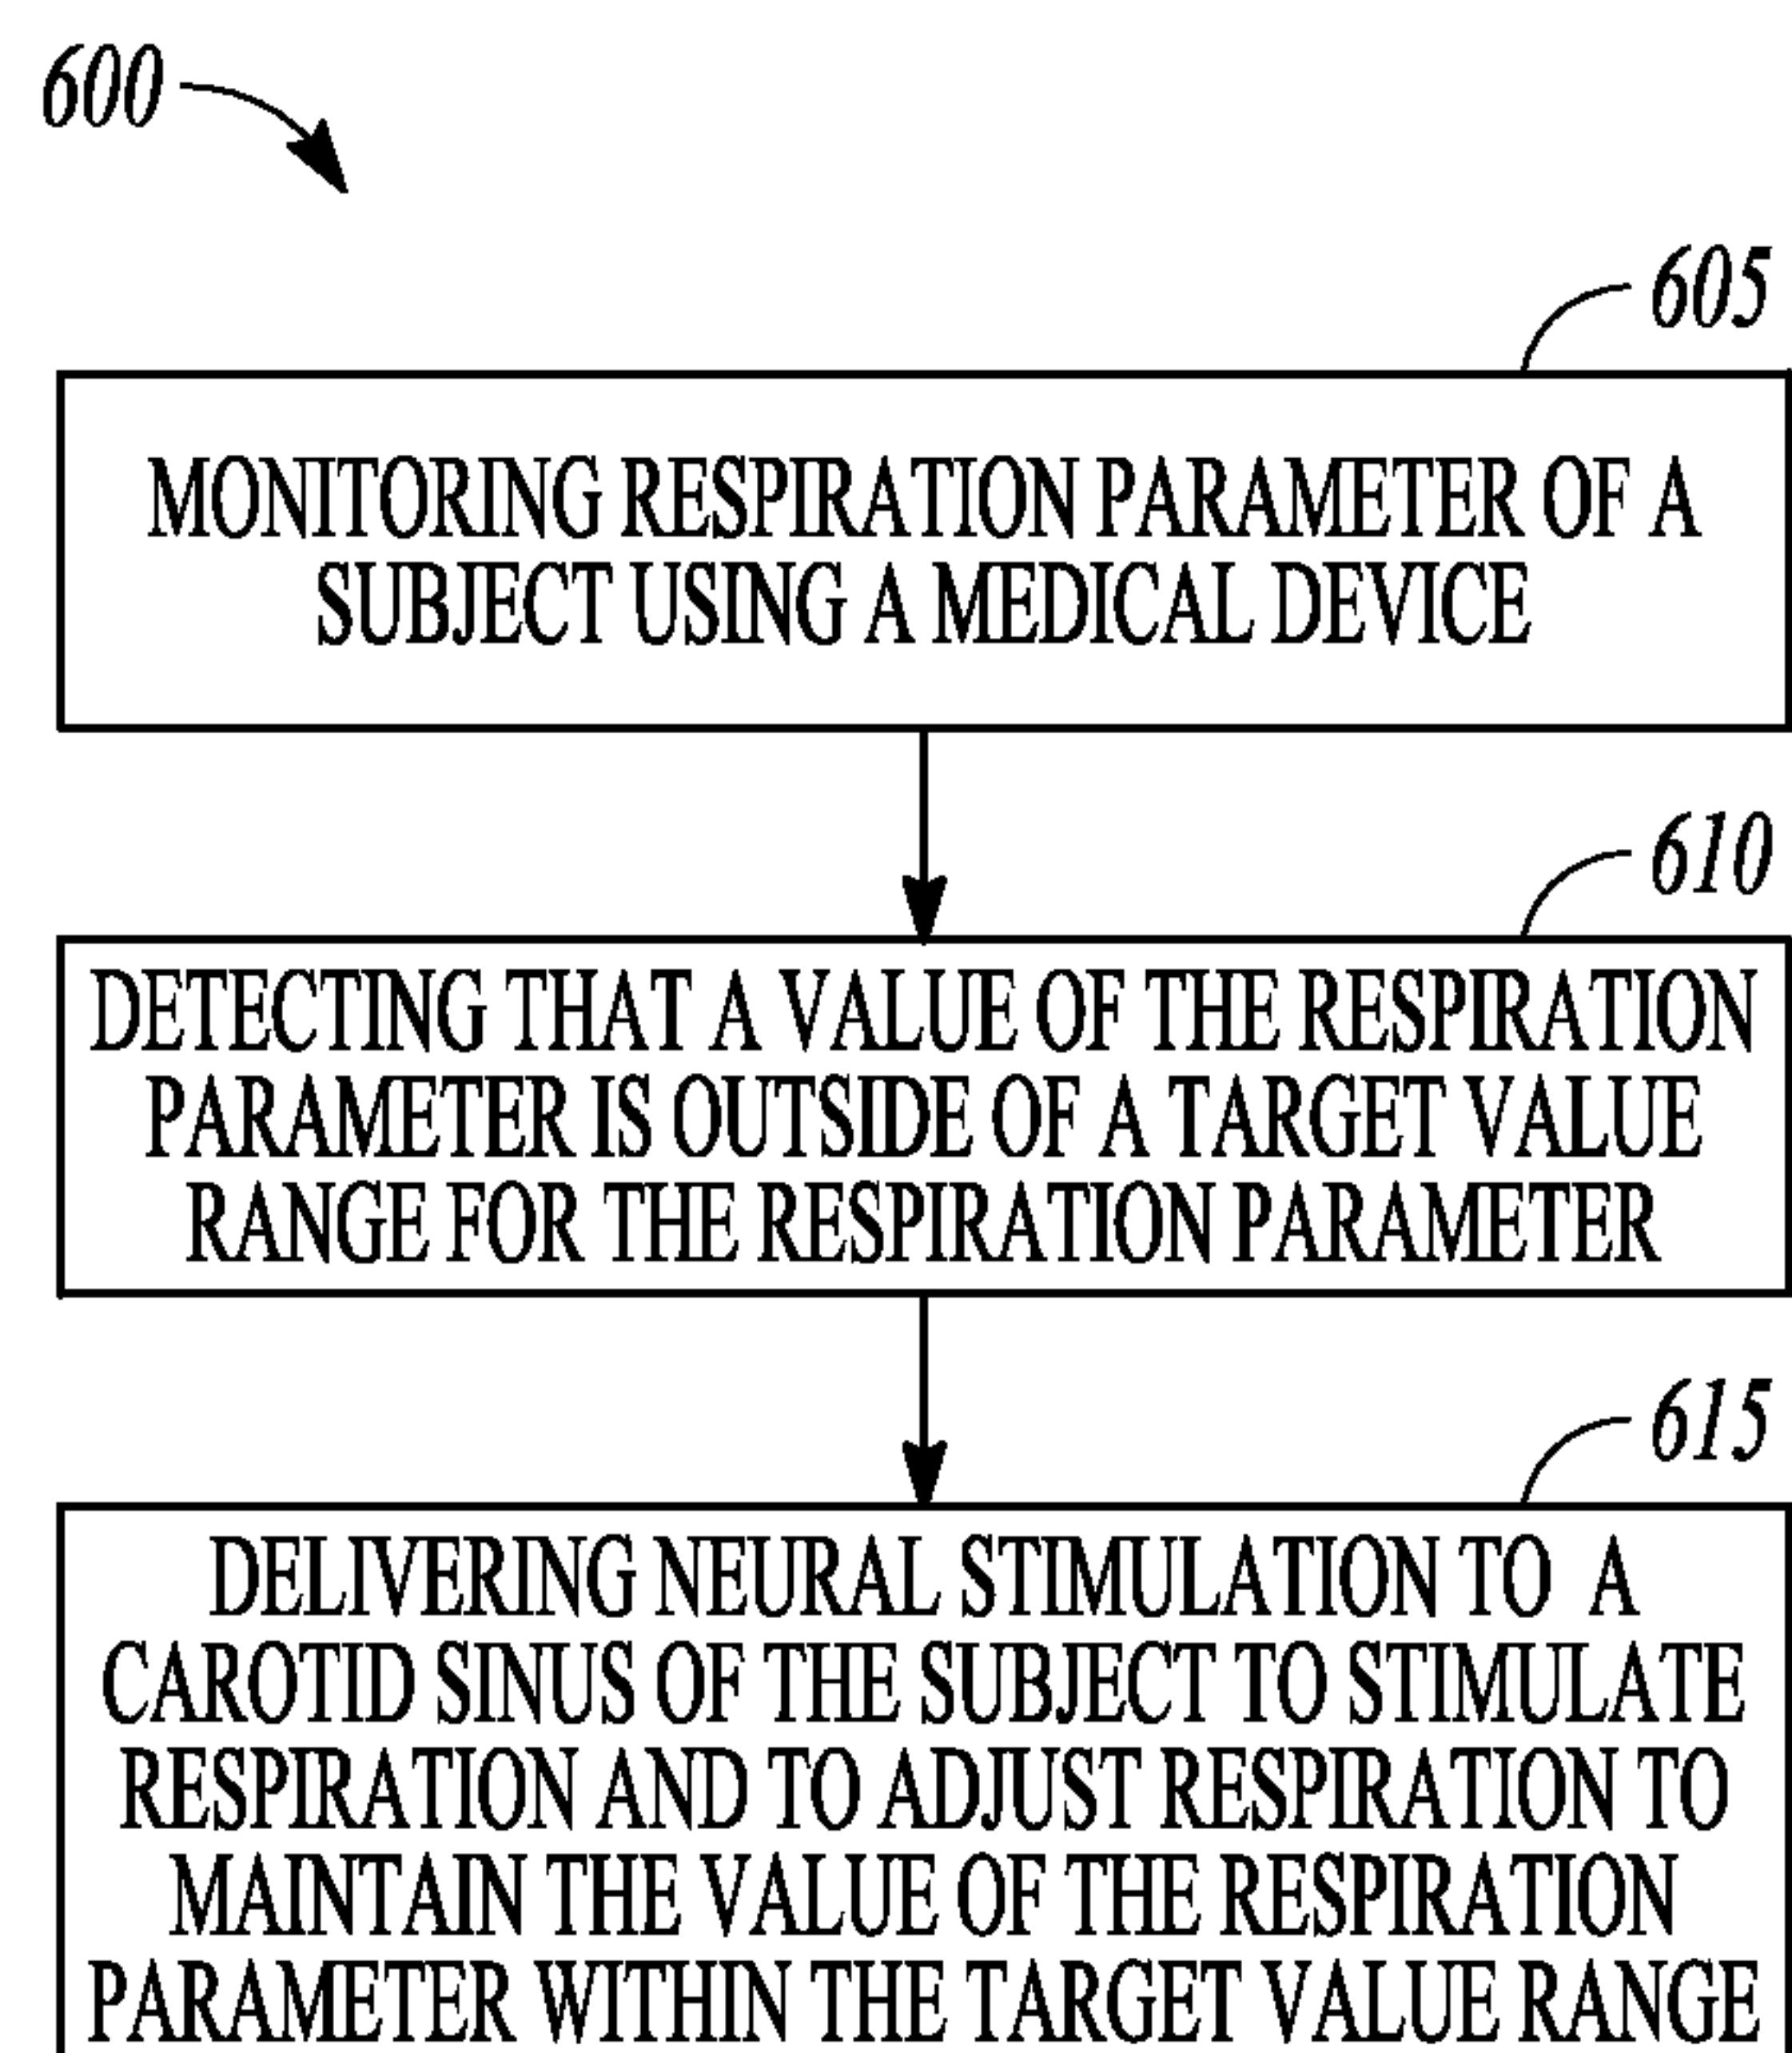 600
605
MONITORING RESPIRATION PARAMETER OF A
SUBJECT USING A MEDICAL DEVICE
610
DETECTING THAT A VALUE OF THE RESPIRATION
PARAMETER IS OUTSIDE OF A TARGET VALUE
RANGE FOR THE RESPIRATION PARAMETER
615
DELIVERING NEURAL STIMULATION TO A
CAROTID SINUS OF THE SUBJECT TO STIMULATE
RESPIRATION AND TO ADJUST RESPIRATION TO
MAINTAIN THE VALUE OF THE RESPIRATION
PARAMETER WITHIN THE TARGET VALUE RANGE